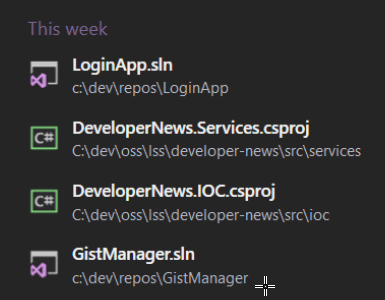 This week
LoginApp.sln
c:\dev\repos\LoginApp
C#
DeveloperNews.Services.csproj
C:\dev\oss\lss\developer-news\src\services
C#
DeveloperNews.IOC.csproj
C:\dev\oss\lss\developer-news\src\ioc
GistManager.sln
c:\dev\repos\GistManager